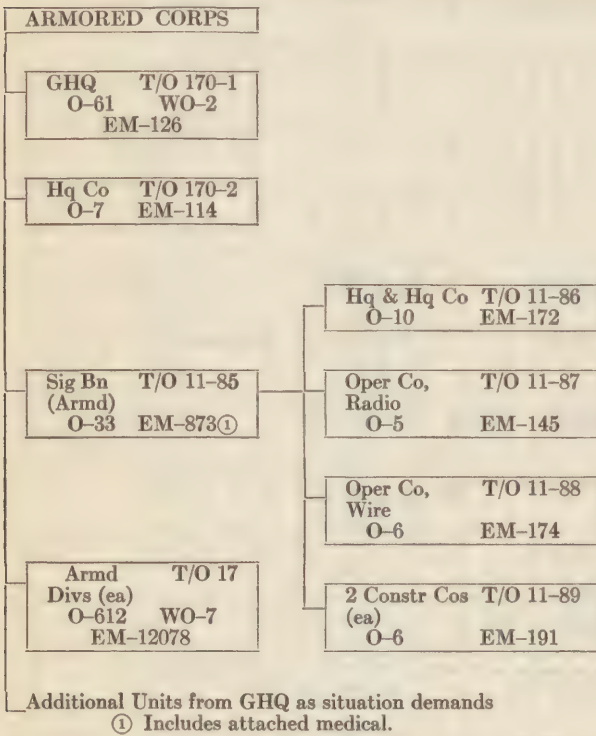 ARMORED CORPS
GHQ T/O 170-1
O-61 WO-2
EM-126
Hq Co T/O 170-2
O-7 EM-114
Sig Bn T/O 11-85
(Armd)
O-33 EM-873①
Hq & Hq Co T/O 11-86
O-10 EM-172
Oper Co, T/O 11-87
Radio
O-5 EM-145
Oper Co, T/O 11-88
Wire
O-6 EM-174
2 Constr Cos T/O 11-89
(ea)
O-6 EM-191
Armd T/O 17
Divs (ea)
O-612 WO-7
EM-12078
Additional Units from GHQ as situation demands
① Includes attached medical.